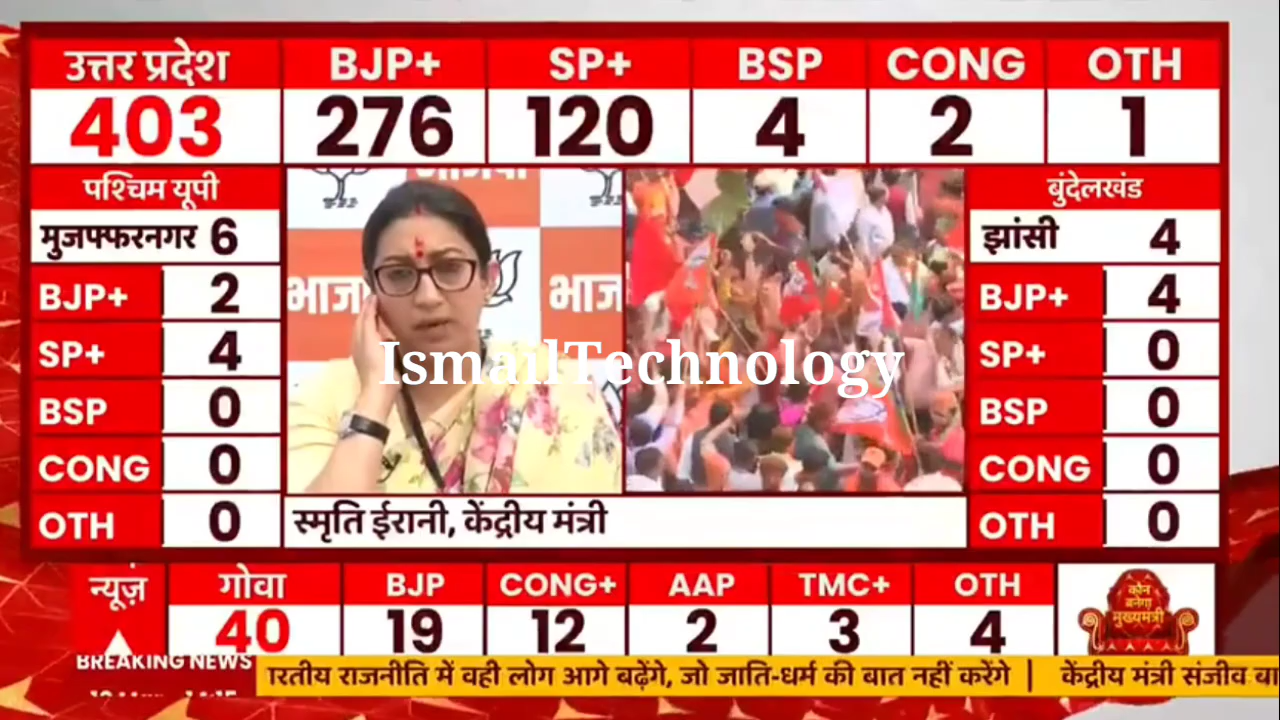 उत्तर प्रदेश BJP+ SP+ BSP CONG OTH
403 276 120 4 2 1
पश्चिम यूपी
मुजफ्फरनगर 6
BJP+ 2
SP+ 4
BSP 0
CONG 0
OTH 0
भाजपा
भाज
भाज
IsmailTechnology
स्मृति ईरानी, केंद्रीय मंत्री
बुंदेलखंड
झांसी 4
BJP+ 4
SP+ 0
BSP 0
CONG 0
OTH 0
न्यूज़ गोवा BJP CONG+ AAP TMC+ OTH
40 19 12 2 3 4
कौन
बनेगा
मुख्यमंत्री
BREAKING NEWS
रतीय राजनीति में वही लोग आगे बढ़ेंगे, जो जाति-धर्म की बात नहीं करेंगे | केंद्रीय मंत्री संजीव